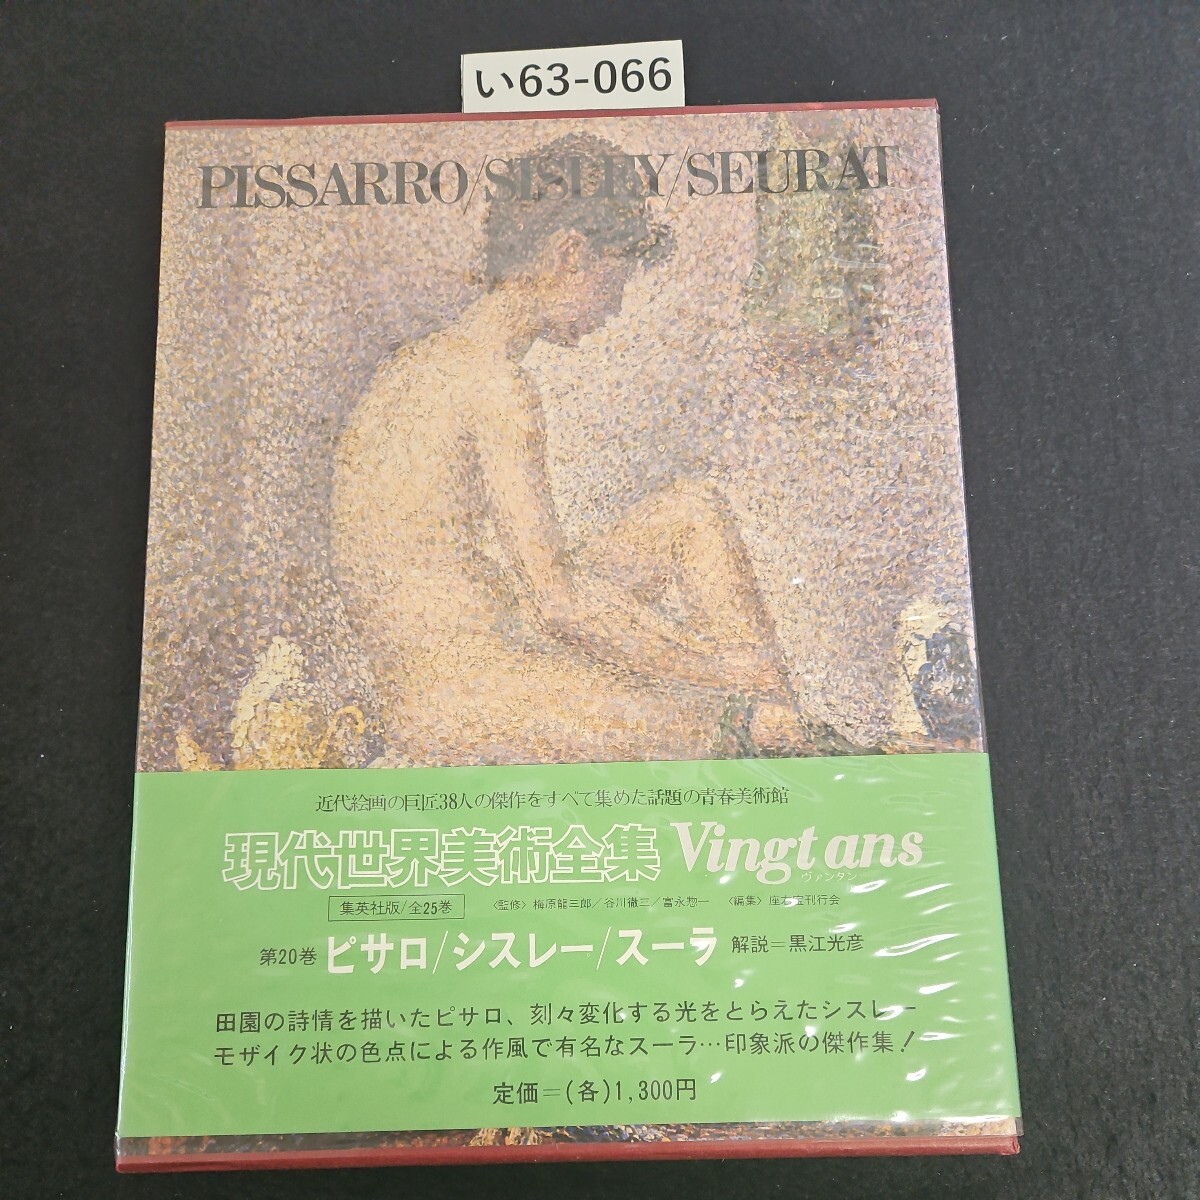 い63-066
PISSARRO/SISLEY/SEURAT
近代絵画の巨匠38人の傑作をすべて集めた話題の青春美術館
現代世界美術全集 Vingt ans
ヴァンタン
集英社版/全25巻 〈監修〉梅原龍三郎/谷川徹三/富永惣一 〈編集〉座右宝刊行会
第20巻 ピサロ/シスレー/スーラ 解説=黒江光彦
田園の詩情を描いたピサロ、刻々変化する光をとらえたシスレー
モザイク状の色点による作風で有名なスーラ…印象派の傑作集!
定価=(各)1,300円